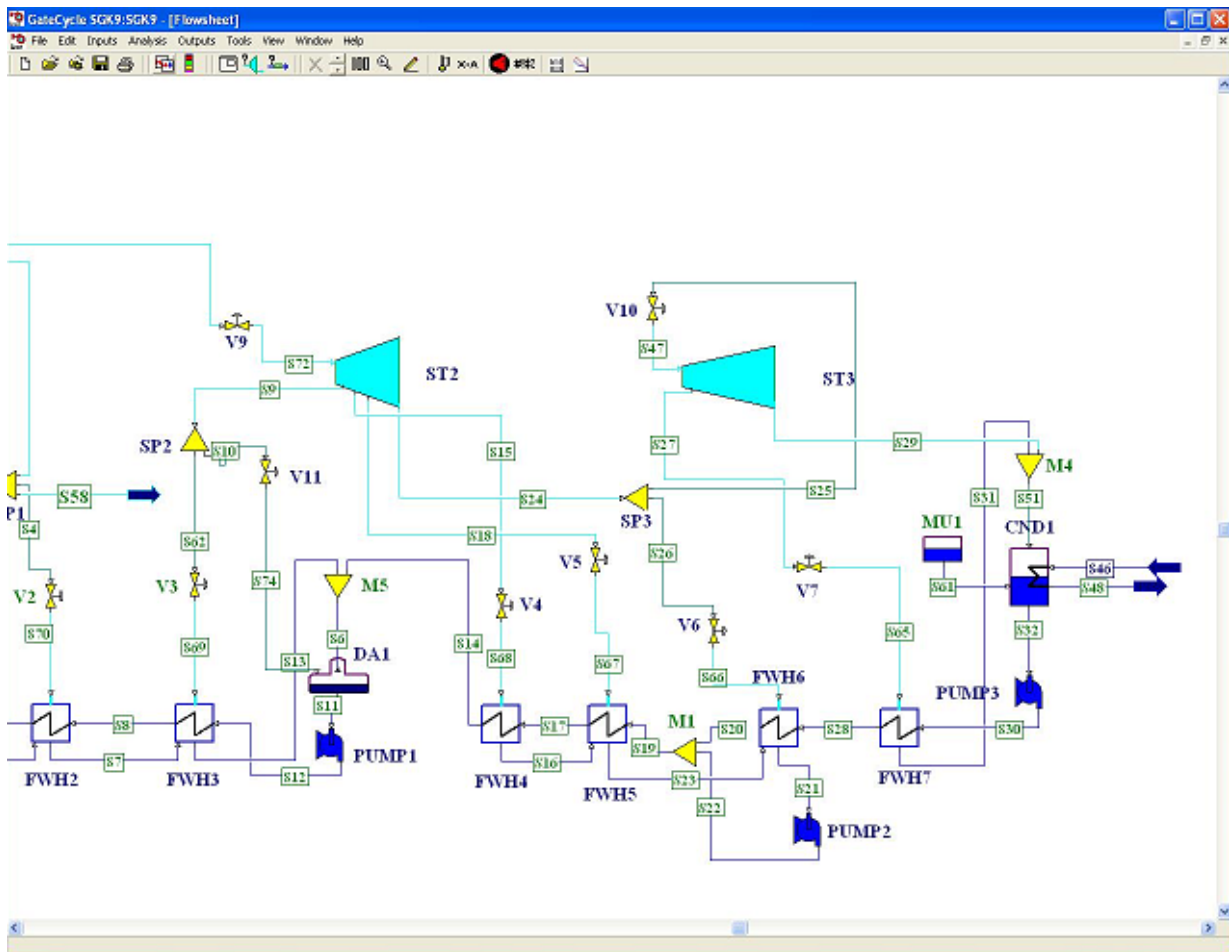 GateCycle SGK9:SGK9 - [Flowsheet]
File Edit Inputs Analysis Outputs Tools View Window Help
V10
V9
S47
S72
ST2
ST3
S9
SP2
S10
V11
S15
S27
S29
M4
S58
P1
S24
SP3
S25
S31
S51
S4
S18
MU1
CND1
S62
S26
V5
V7
S46
S61
S48
V2
V3
S74
M5
V4
V6
S70
S6
S14
S65
S32
S69
S13
DA1
S68
S67
S66
FWH6
PUMP3
S11
S8
S17
M1
S20
S28
S30
S7
S12
PUMP1
S16
S19
FWH2
FWH3
FWH4
FWH5
S23
FWH7
S21
S22
PUMP2